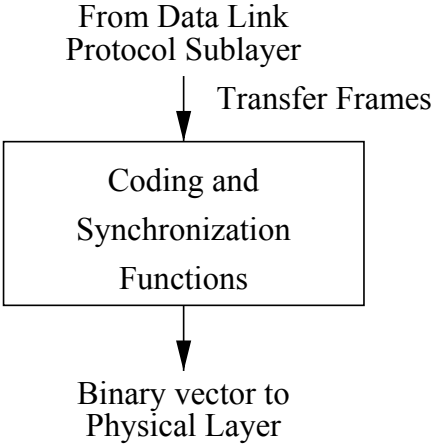 From Data Link
Protocol Sublayer
Transfer Frames
Coding and
Synchronization
Functions
Binary vector to
Physical Layer